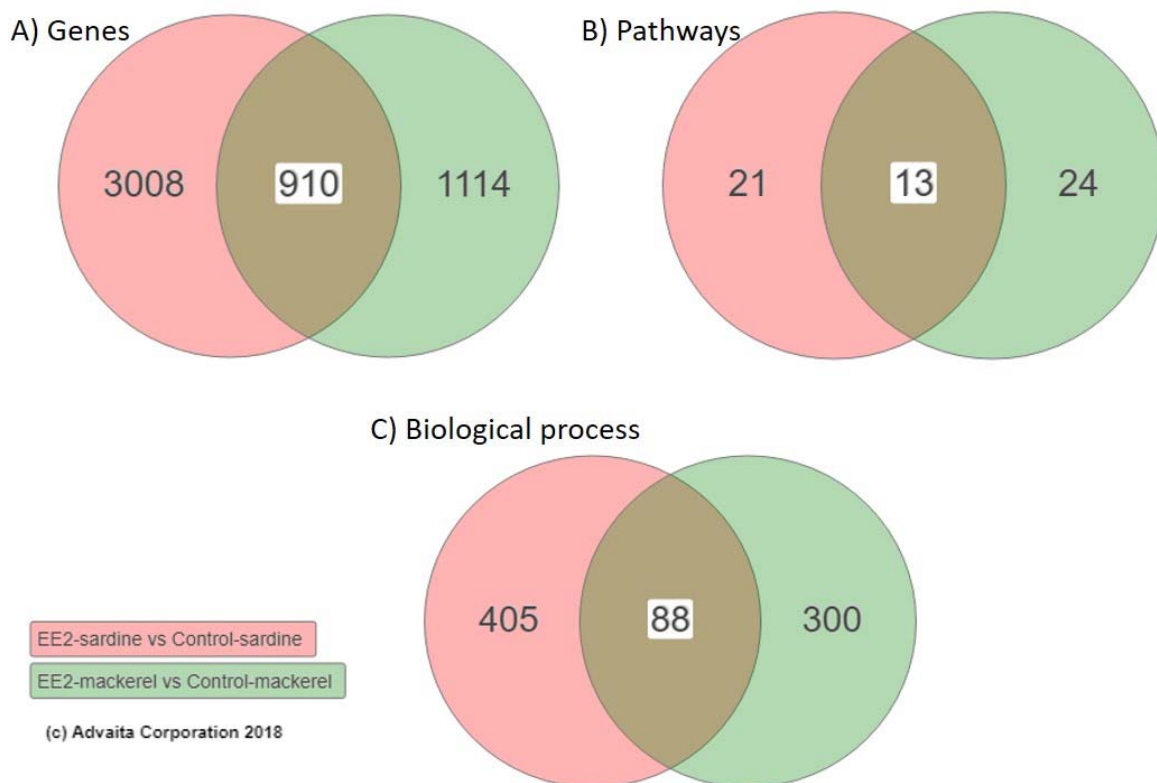 A) Genes
B) Pathways
3008
910
1114
21
13
24
C) Biological process
405
88
300
EE2-sardine vs Control-sardine
EE2-mackerel vs Control-mackerel
(c) Advaita Corporation 2018